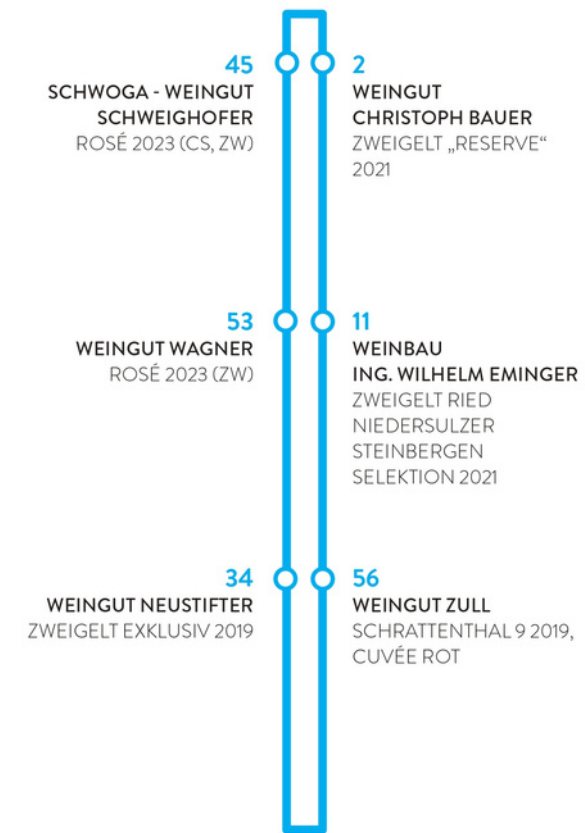 45
SCHWOGA - WEINGUT
SCHWEIGHOFER
ROSÉ 2023 (CS, ZW)
2
WEINGUT
CHRISTOPH BAUER
ZWEIGELT „RESERVE“
2021
53
WEINGUT WAGNER
ROSÉ 2023 (ZW)
11
WEINBAU
ING. WILHELM EMINGER
ZWEIGELT RIED
NIEDERSULZER
STEINBERGEN
SELEKTION 2021
34
WEINGUT NEUSTIFTER
ZWEIGELT EXKLUSIV 2019
56
WEINGUT ZULL
SCHRATTENTHAL 9 2019,
CUVÉE ROT